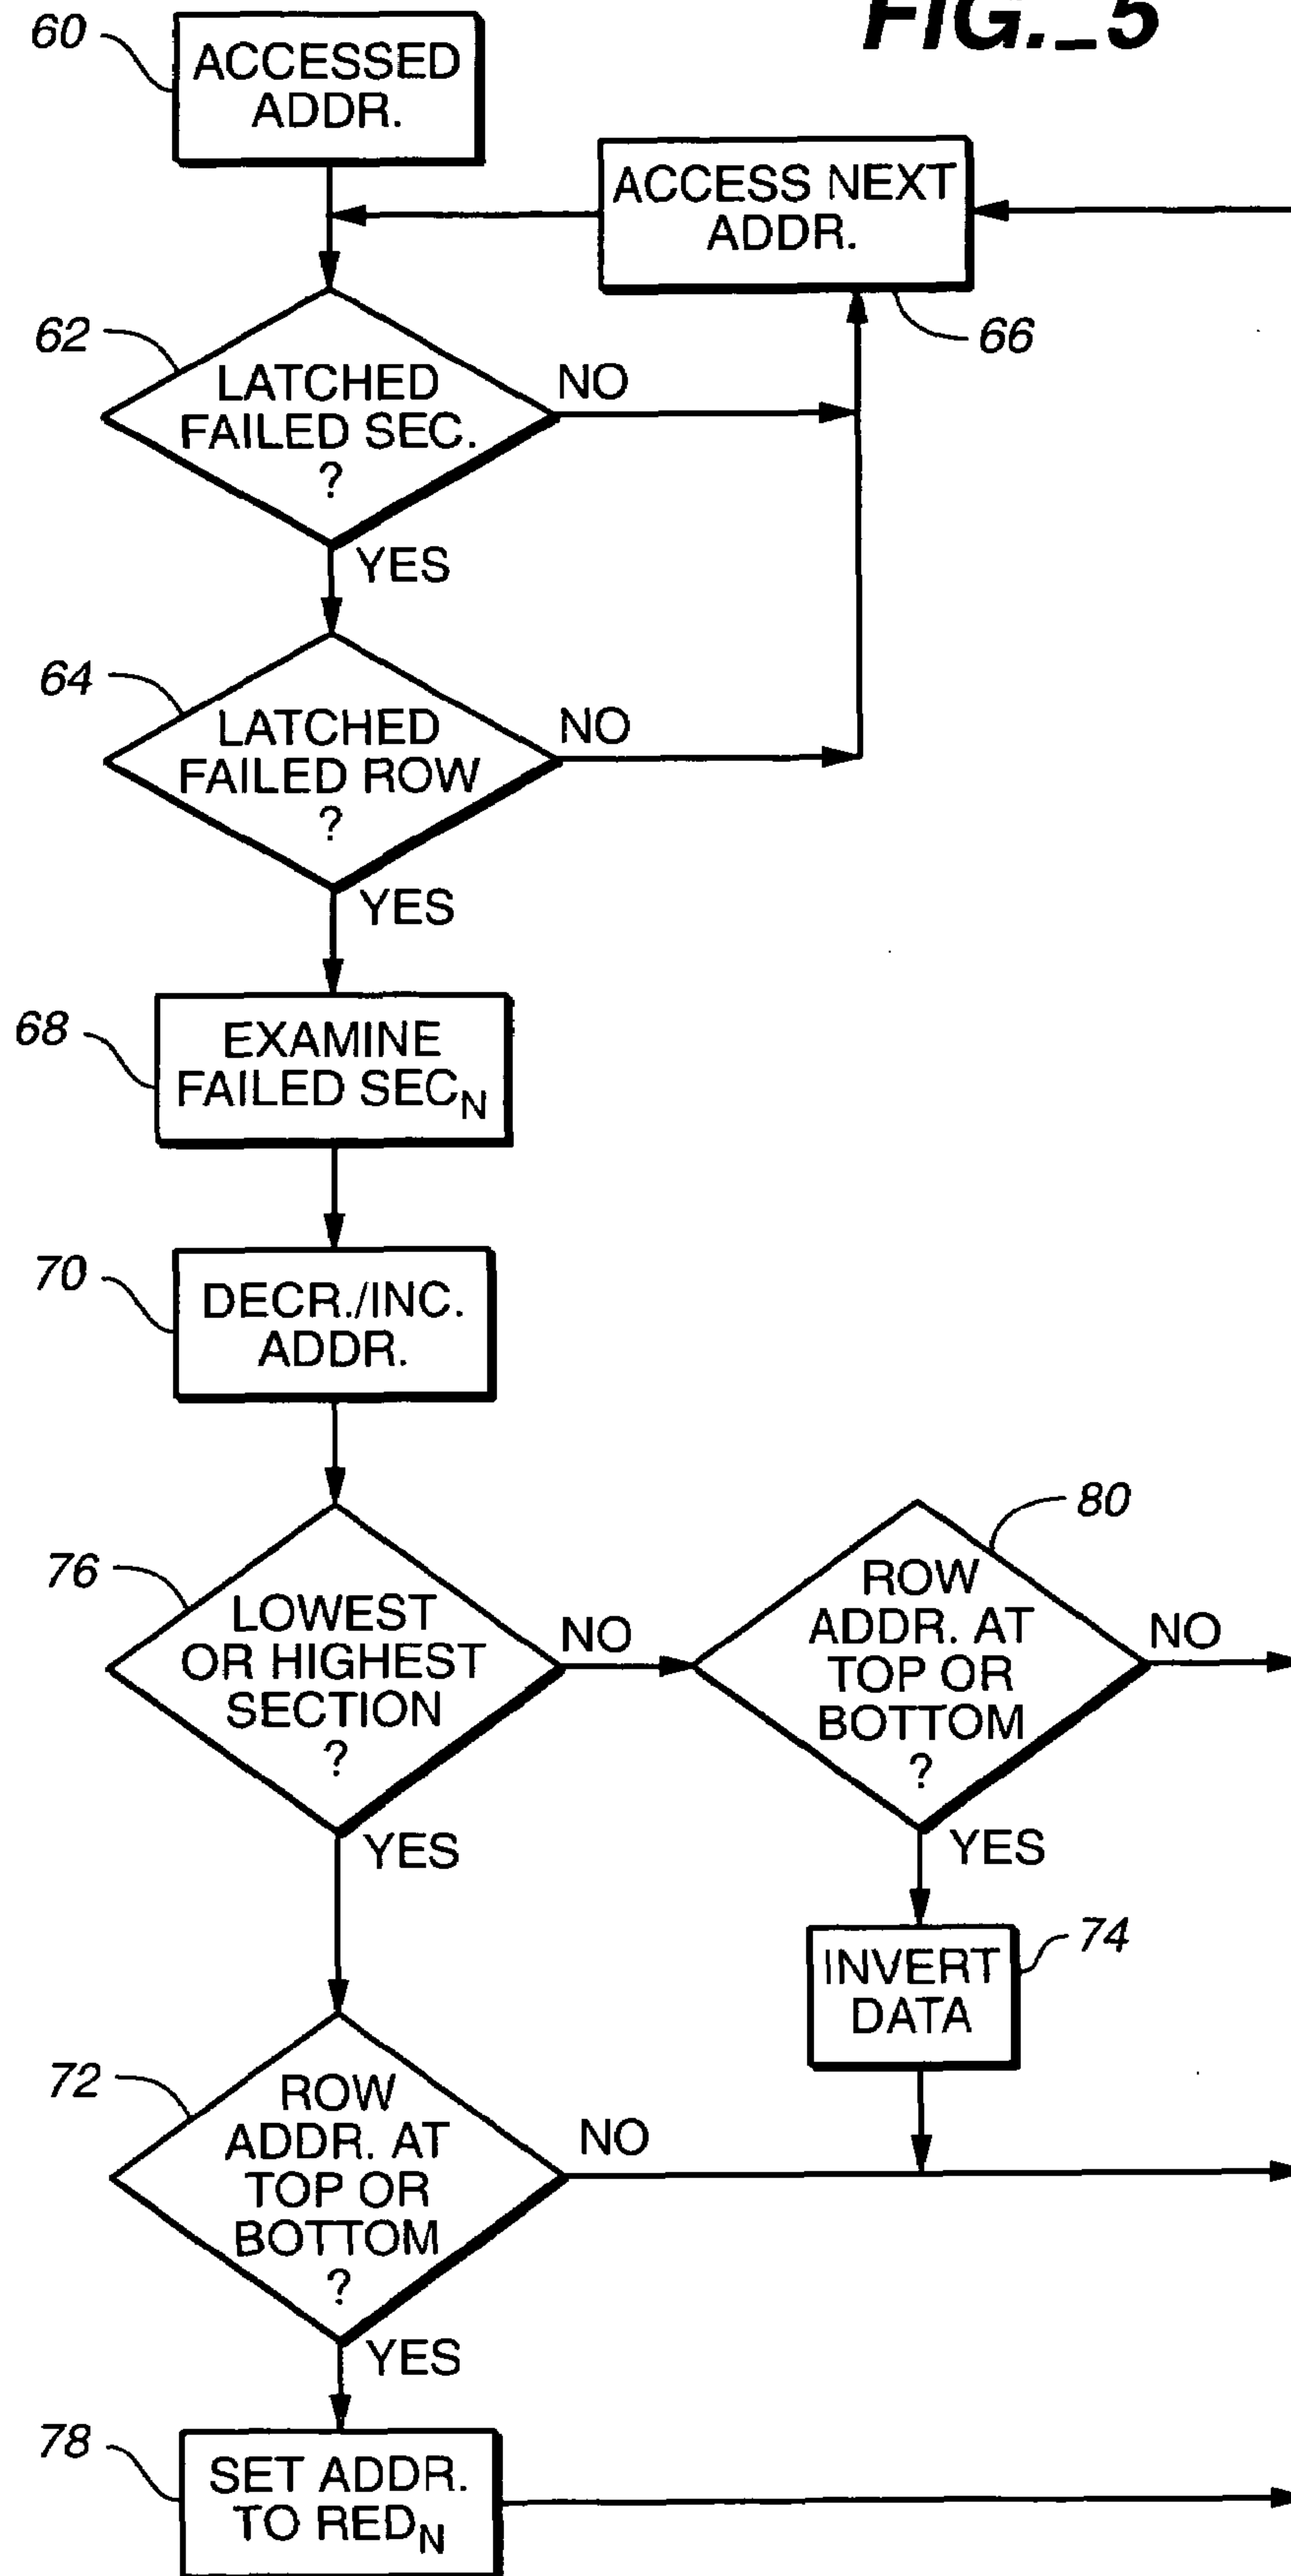 FIG._5
60
ACCESSED
ADDR.
ACCESS NEXT
ADDR.
66
62
LATCHED
FAILED SEC.
?
NO
YES
64
LATCHED
FAILED ROW
?
NO
YES
68
EXAMINE
FAILED SECN
70
DECR./INC.
ADDR.
76
LOWEST
OR HIGHEST
SECTION
?
NO
YES
80
ROW
ADDR. AT
TOP OR
BOTTOM
?
NO
YES
74
INVERT
DATA
72
ROW
ADDR. AT
TOP OR
BOTTOM
?
NO
YES
78
SET ADDR.
TO REDN